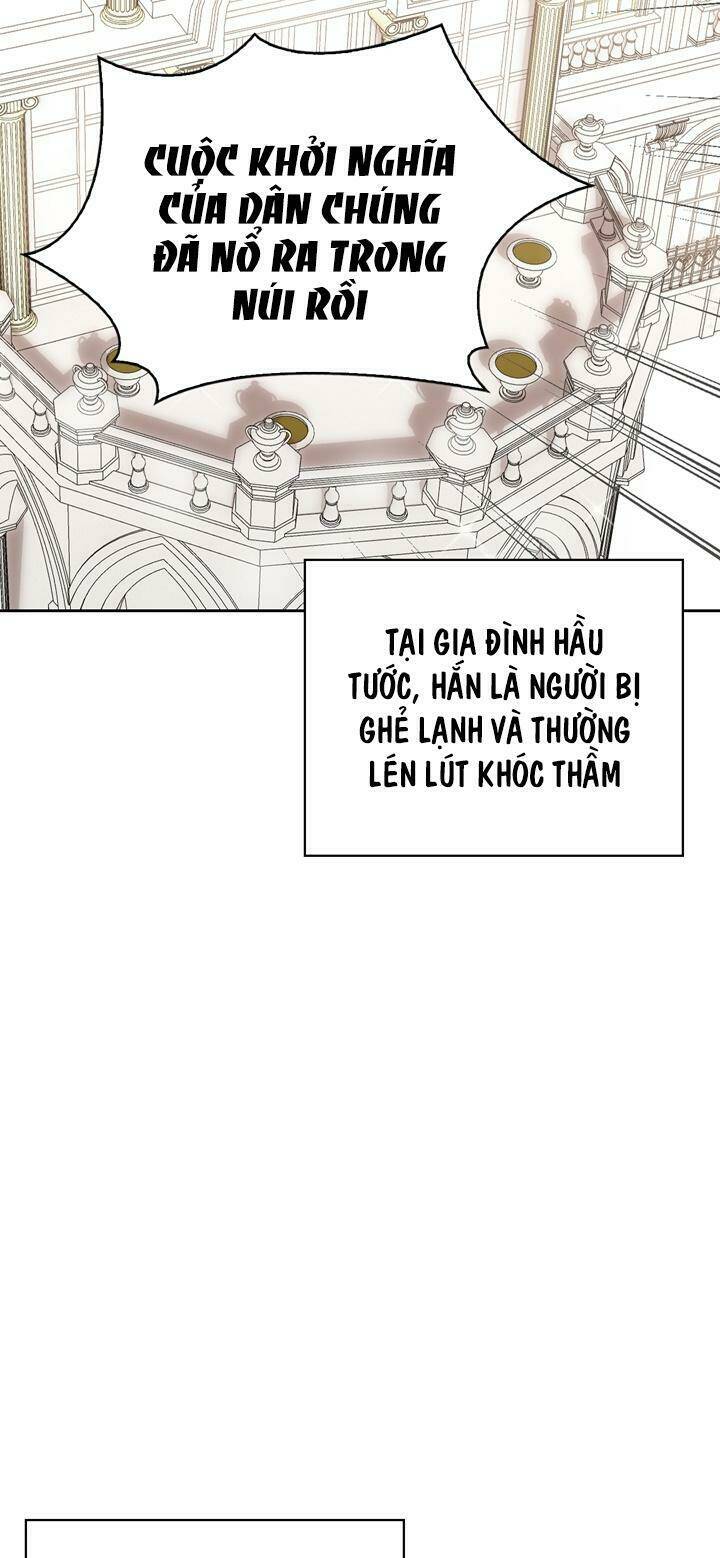 CUỘC KHỞI NGHĨA
CỦA DÂN CHÚNG
ĐÃ NỔ RA TRONG
NÚI RỒI
TẠI GIA ĐÌNH HẦU
TƯỚC, HẮN LÀ NGƯỜI BỊ
GHẺ LẠNH VÀ THƯỜNG
LÉN LÚT KHÓC THẦM